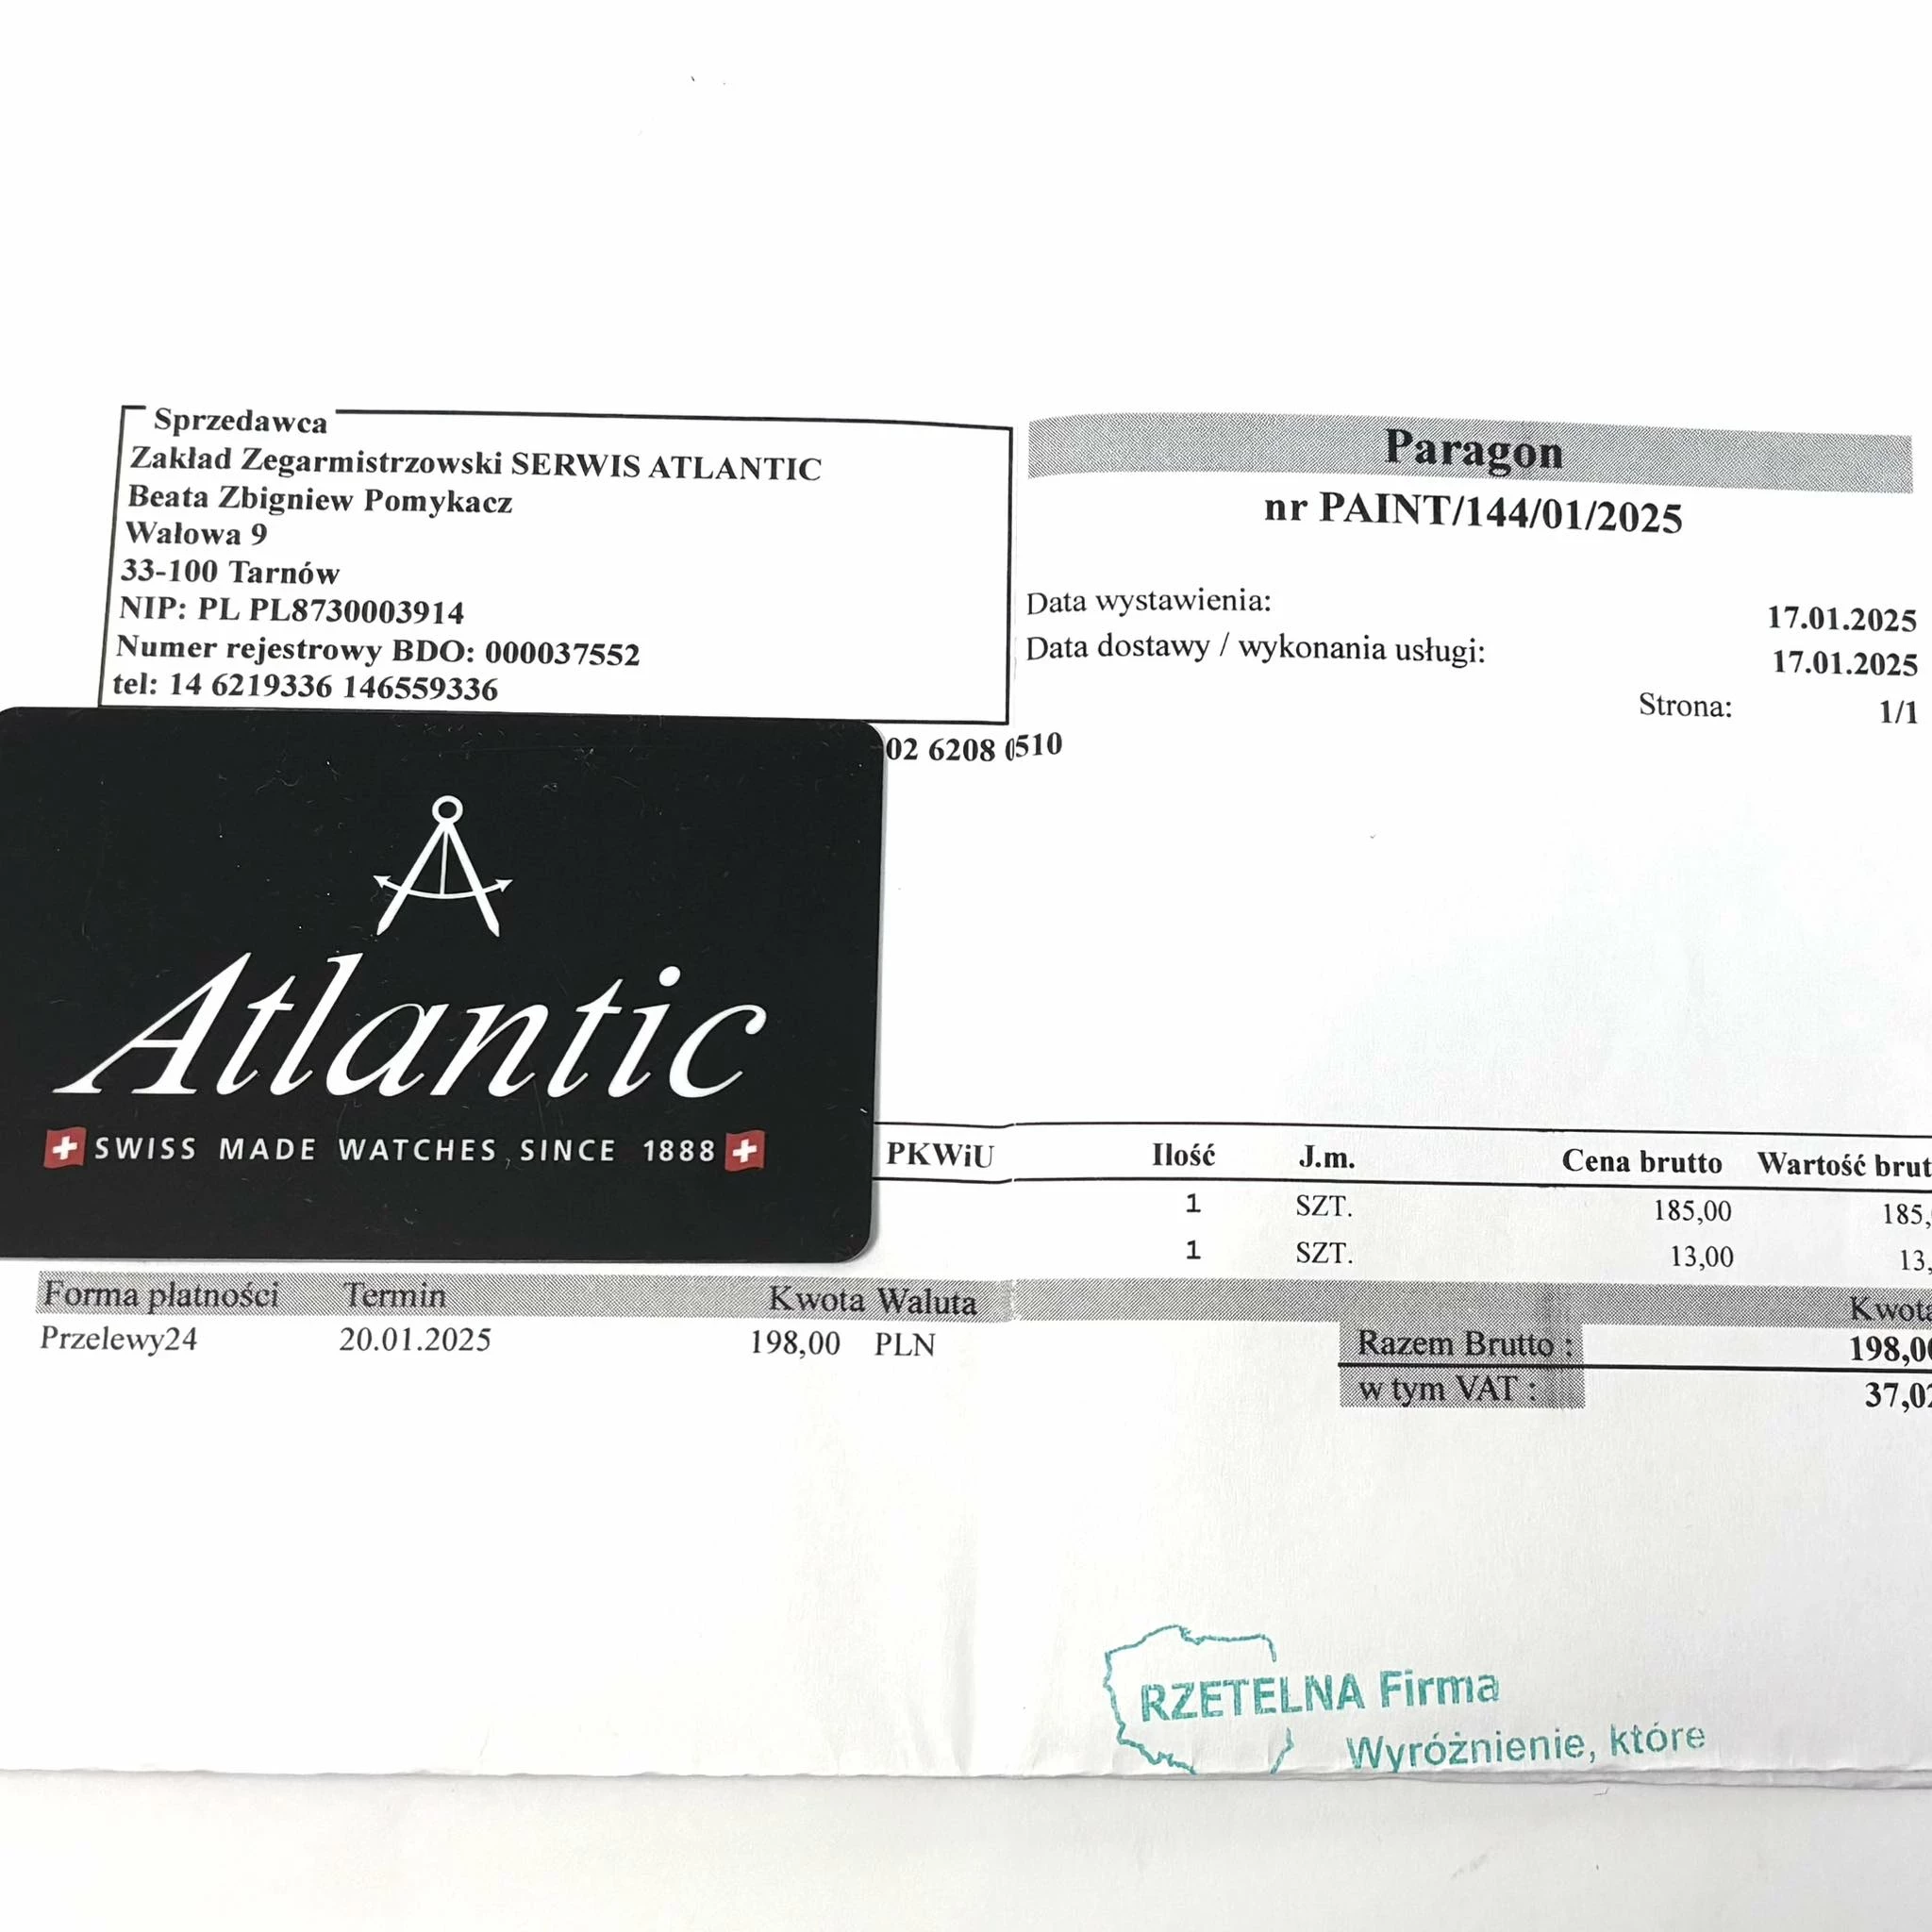 Sprzedawca
Zakład Zegarmistrzowski SERWIS ATLANTIC
Beata Zbigniew Pomykacz
Wałowa 9
33-100 Tarnów
NIP: PL PL8730003914
Numer rejestrowy BDO: 000037552
tel: 14 6219336 146559336
02 6208 0510
Paragon
nr PAINT/144/01/2025
Data wystawienia: 17.01.2025
Data dostawy / wykonania usługi: 17.01.2025
Strona: 1/1
Atlantic
SWISS MADE WATCHES SINCE 1888
PKWiU Ilość J.m. Cena brutto Wartość brut
1 SZT. 185,00 185,
1 SZT. 13,00 13,
Forma płatności Termin Kwota Waluta Kwota
Przelewy24 20.01.2025 198,00 PLN
Razem Brutto : 198,00
w tym VAT : 37,02
RZETELNA Firma
Wyróżnienie, które